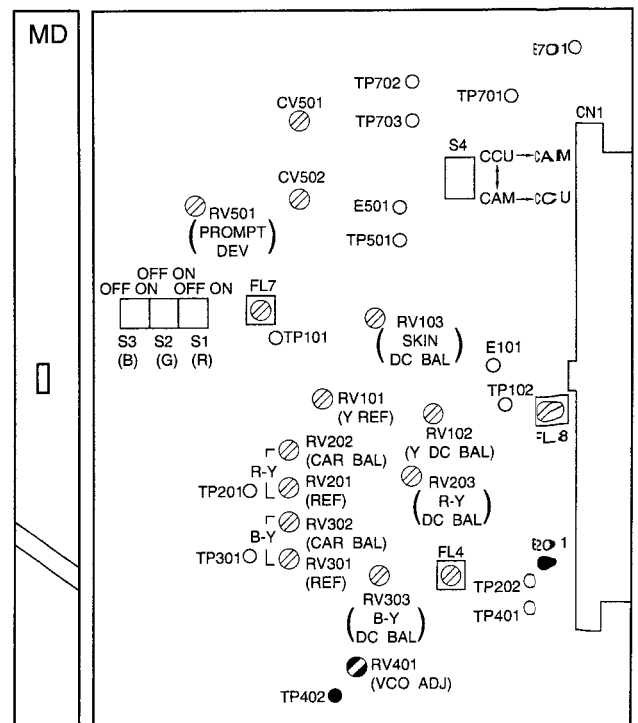 MD
E701
TP702
TP701
CV501
TP703
CN1
S4
CCU→CAM
CAM→CCU
CV502
RV501
(PROMPT
DEV)
E501
TP501
OFF ON
OFF ON OFF ON
FL7
S3 S2 S1
(B) (G) (R)
TP101
RV103
(SKIN
DC BAL)
E101
TP102
RV101
(Y REF)
RV102
(Y DC BAL)
FL8
RV202
(CAR BAL)
R-Y
TP201
RV201
(REF)
RV203
(R-Y
DC BAL)
RV302
(CAR BAL)
B-Y
TP301
RV301
(REF)
FL4
TP202
TP401
RV303
(B-Y
DC BAL)
RV401
(VCO ADJ)
TP402